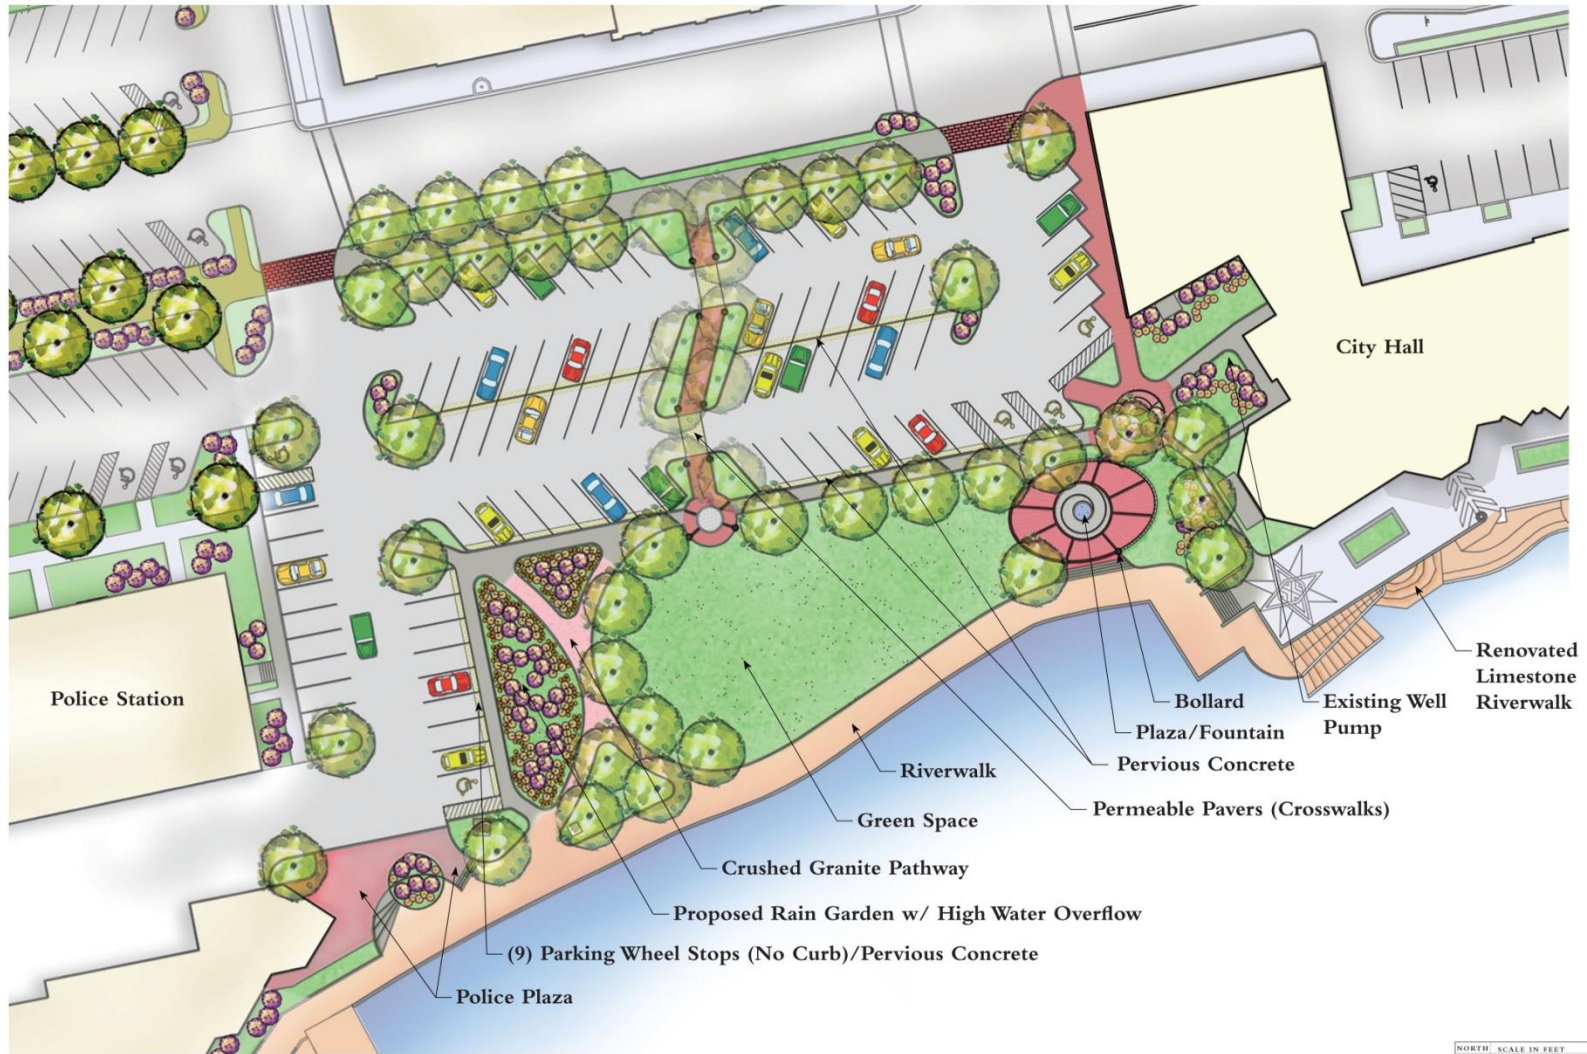 City Hall
Police Station
Renovated
Limestone
Riverwalk
Bollard
Existing Well
Pump
Plaza/Fountain
Pervious Concrete
Riverwalk
Permeable Pavers (Crosswalks)
Green Space
Crushed Granite Pathway
Proposed Rain Garden w/ High Water Overflow
(9) Parking Wheel Stops (No Curb)/Pervious Concrete
Police Plaza
NORTH SCALE IN FEET